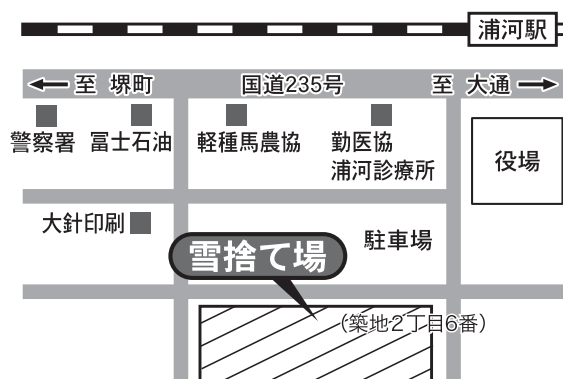 浦河駅
至 堺町
国道235号
至 大通
警察署
冨士石油
軽種馬農協
勤医協
浦河診療所
役場
大針印刷
駐車場
雪捨て場
(築地2丁目6番)